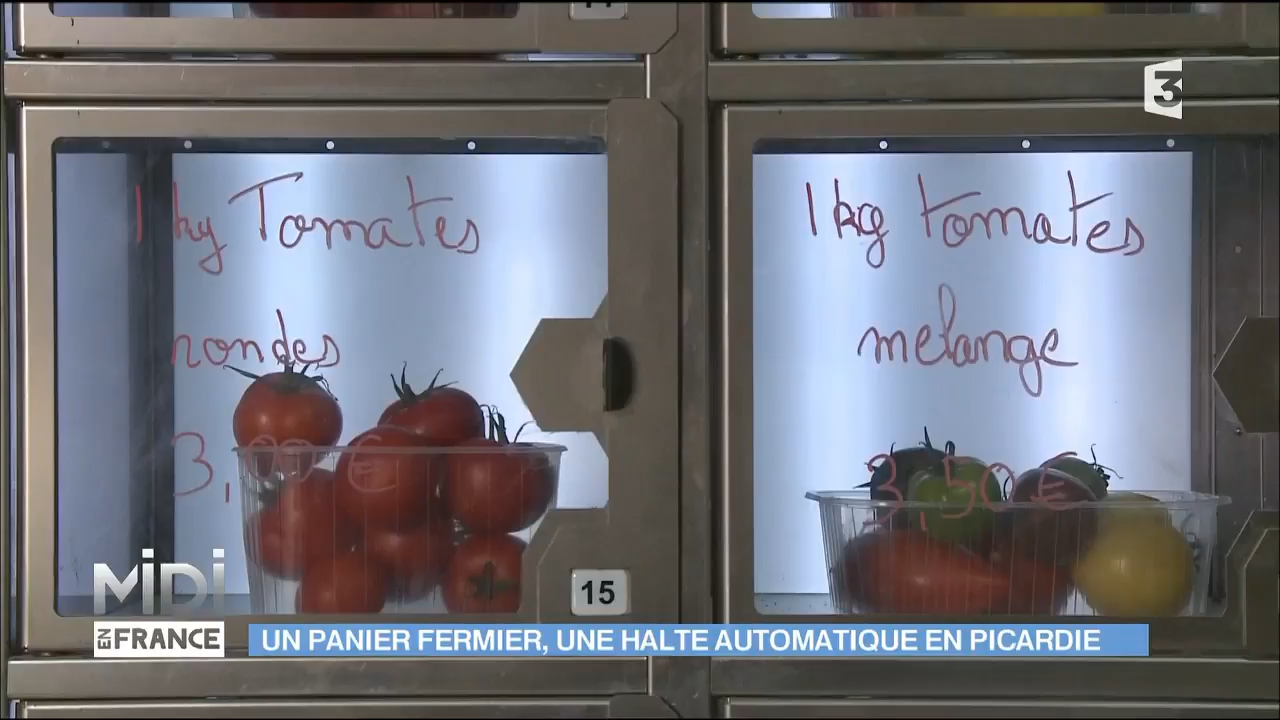 3
1 kg Tomates
rondes
3,00 €
15
1 kg tomates
melange
3,50 €
MiDi
EN FRANCE
UN PANIER FERMIER, UNE HALTE AUTOMATIQUE EN PICARDIE